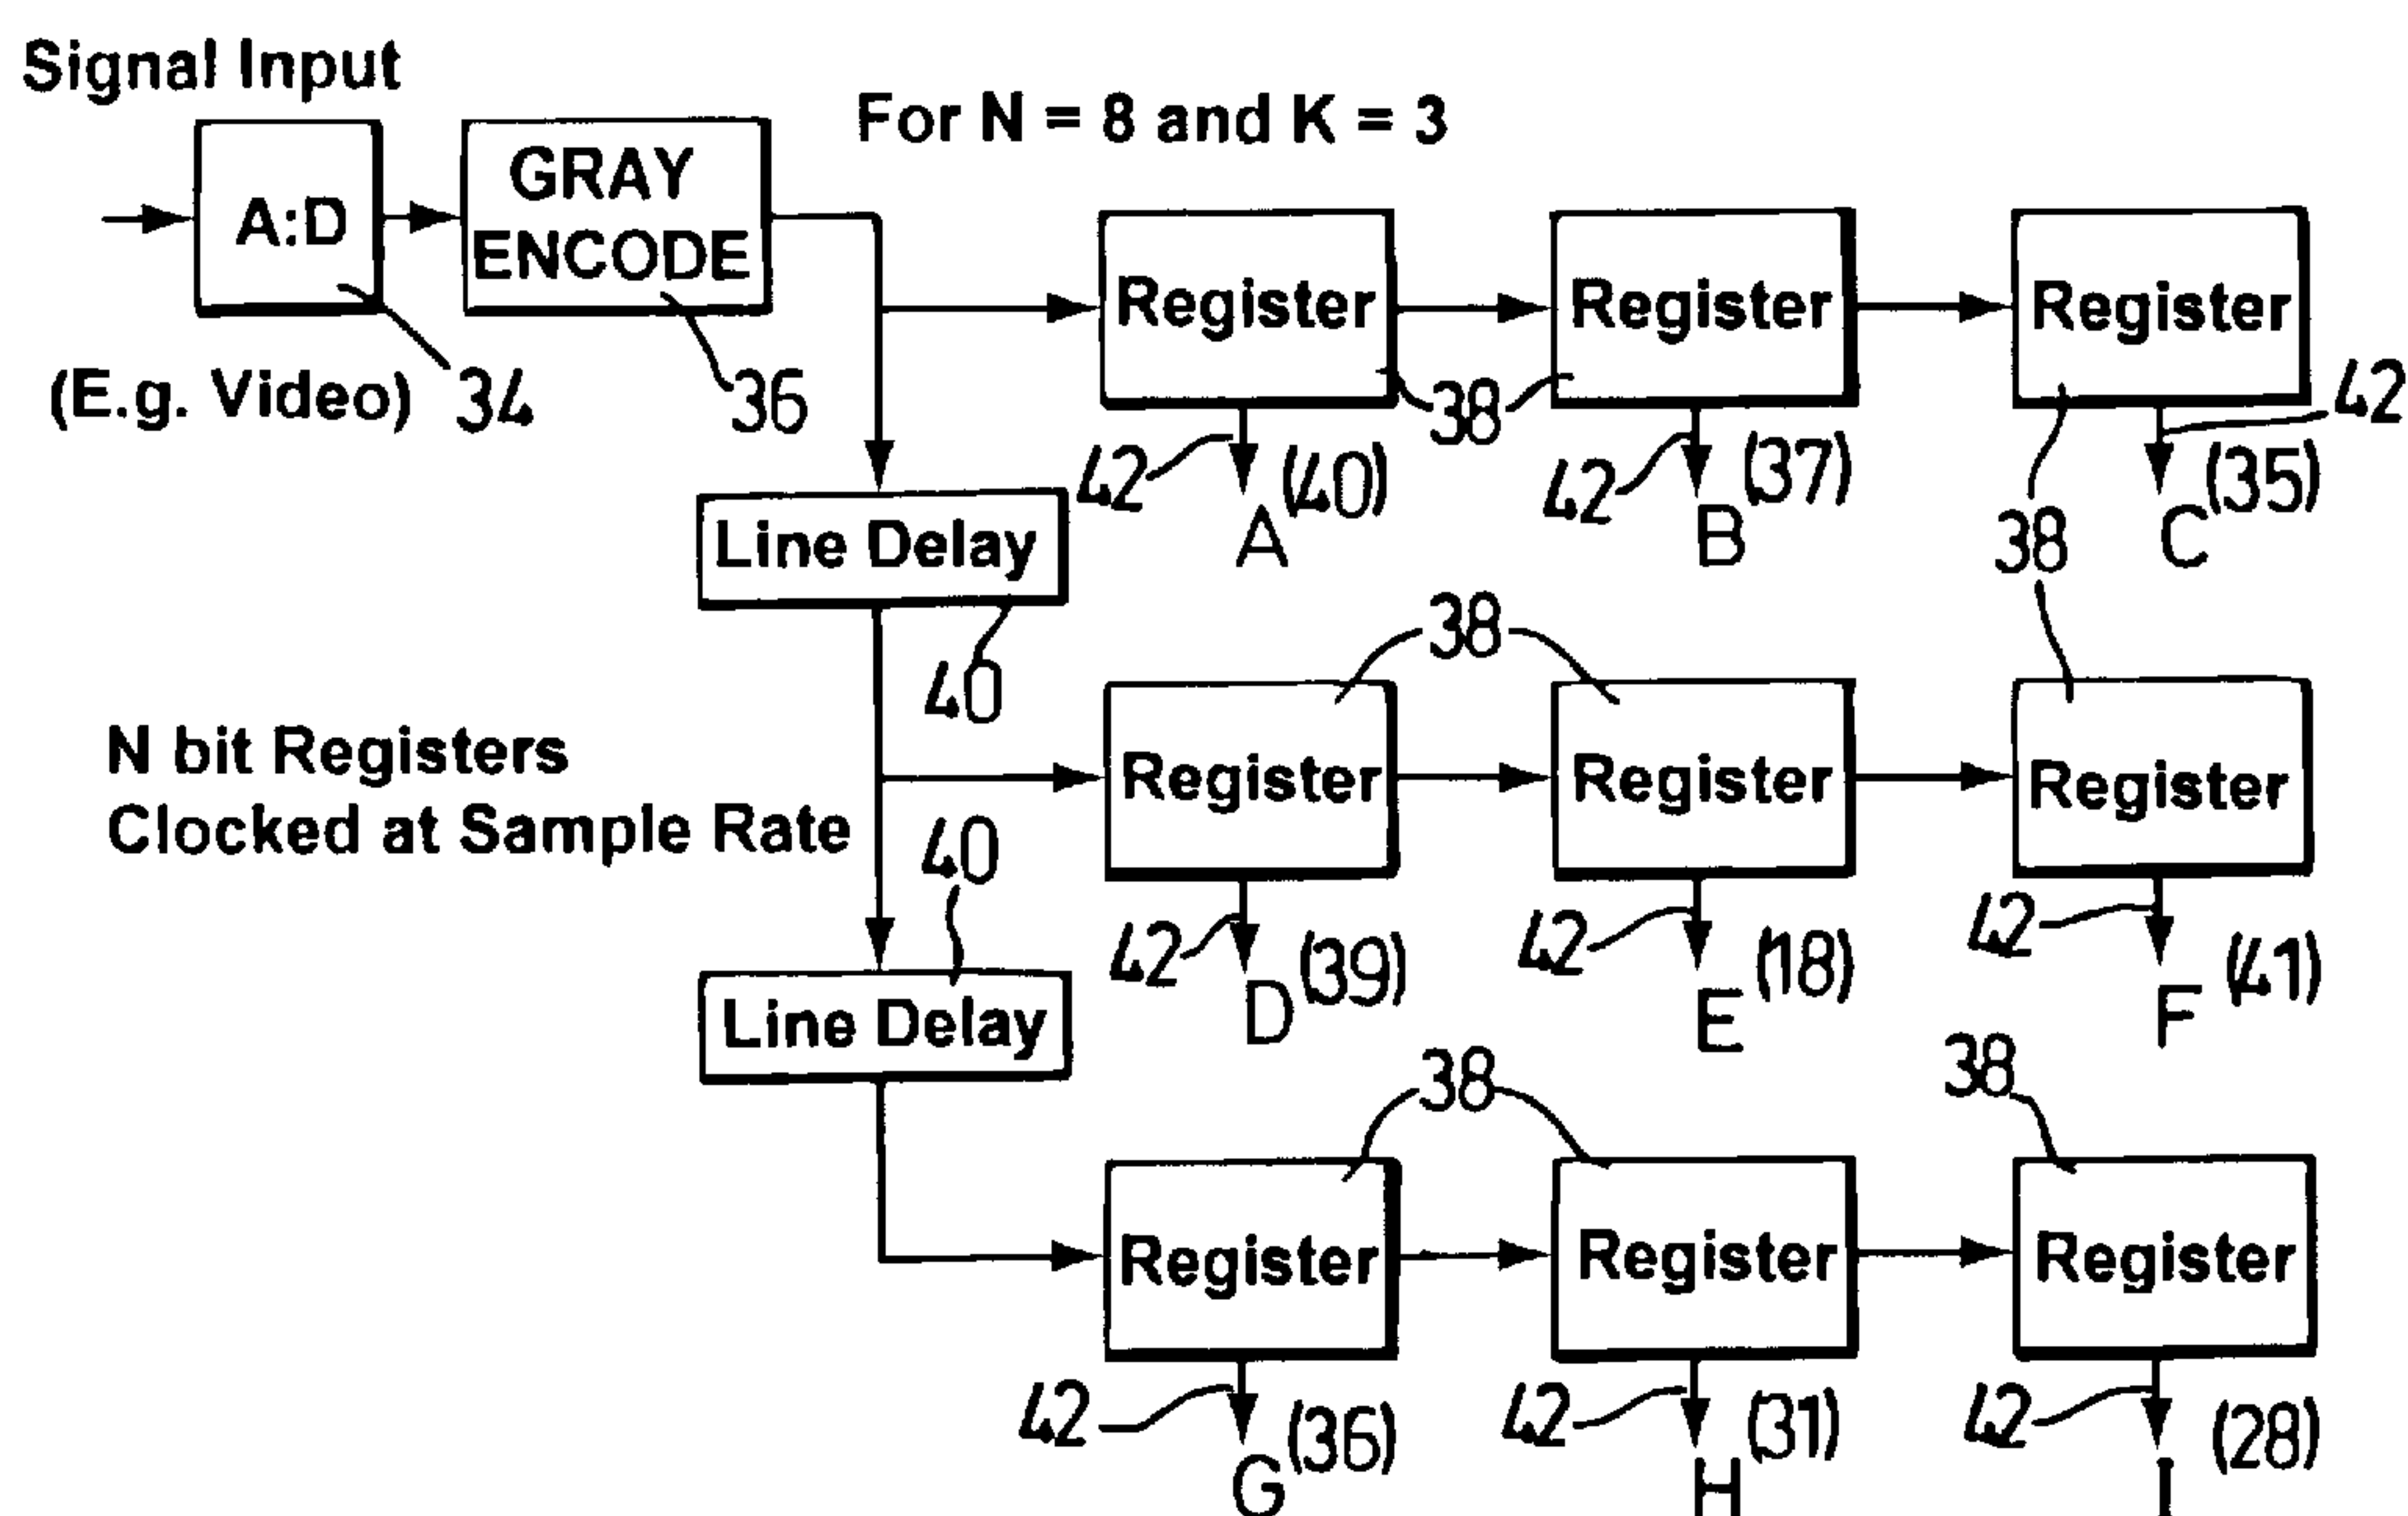 Signal Input
For N = 8 and K = 3
A:D
GRAY
ENCODE
(E.g. Video)
34
36
Register
Register
Register
38
42
42
42
(40)
(37)
(35)
A
B
C
38
Line Delay
40
38
N bit Registers
Clocked at Sample Rate
40
Register
Register
Register
42
42
42
(39)
(18)
(41)
D
E
F
Line Delay
38
38
Register
Register
Register
42
42
42
(36)
(31)
(28)
G
H
I